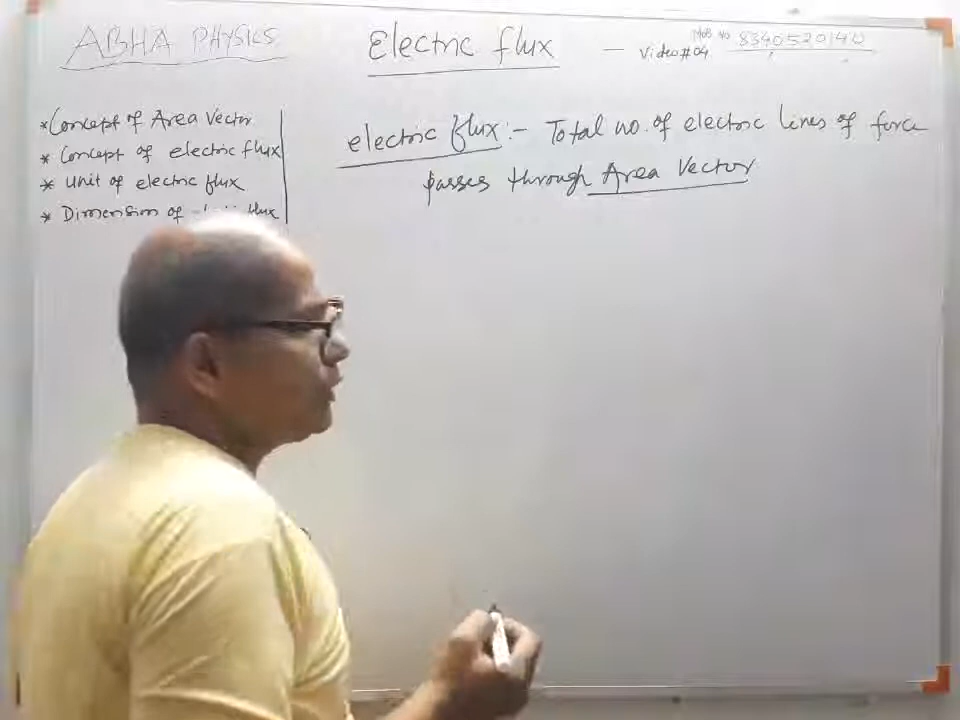 ABHA PHYSICS
Electric flux
— Video#04
Mob no 8340520140
*Concept of Area Vector
* Concept of electric flux
* Unit of electric flux
* Dimension of flux
electric flux:- Total no. of electric lines of force
passes through Area Vector